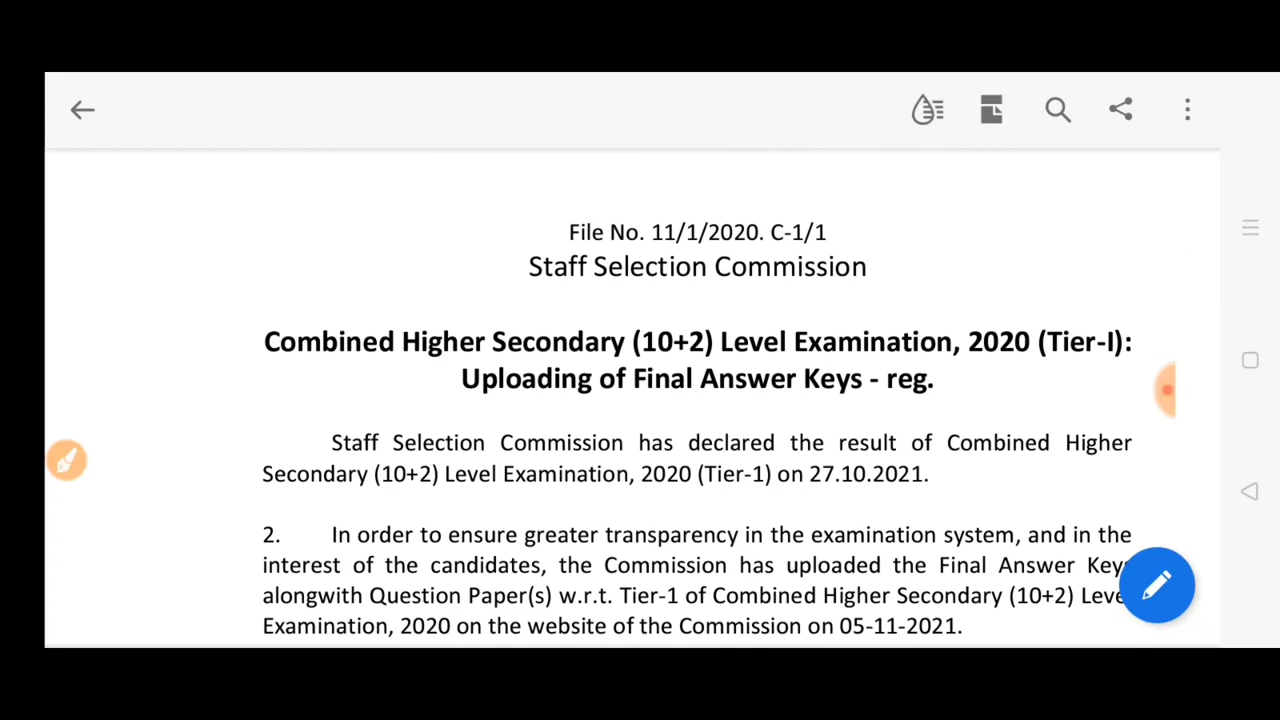 File No. 11/1/2020. C-1/1
Staff Selection Commission
Combined Higher Secondary (10+2) Level Examination, 2020 (Tier-I):
Uploading of Final Answer Keys - reg.
Staff Selection Commission has declared the result of Combined Higher
Secondary (10+2) Level Examination, 2020 (Tier-1) on 27.10.2021.
2. In order to ensure greater transparency in the examination system, and in the
interest of the candidates, the Commission has uploaded the Final Answer Keys
alongwith Question Paper(s) w.r.t. Tier-1 of Combined Higher Secondary (10+2) Level
Examination, 2020 on the website of the Commission on 05-11-2021.